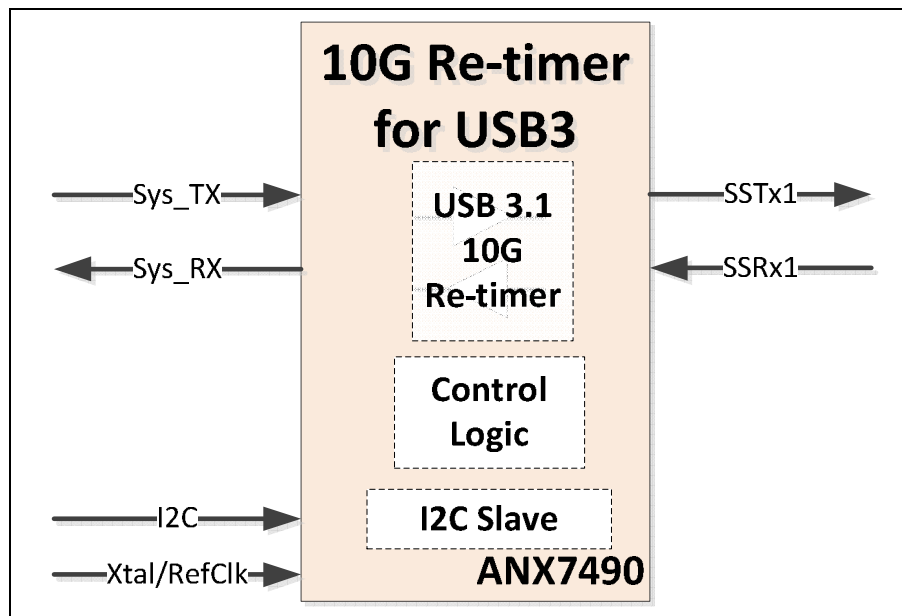 10G Re-timer
for USB3
Sys_TX
USB 3.1
SSTx1
10G
Sys_RX
SSRx1
Re-timer
Control
Logic
I2C
I2C Slave
Xtal/RefClk
ANX7490